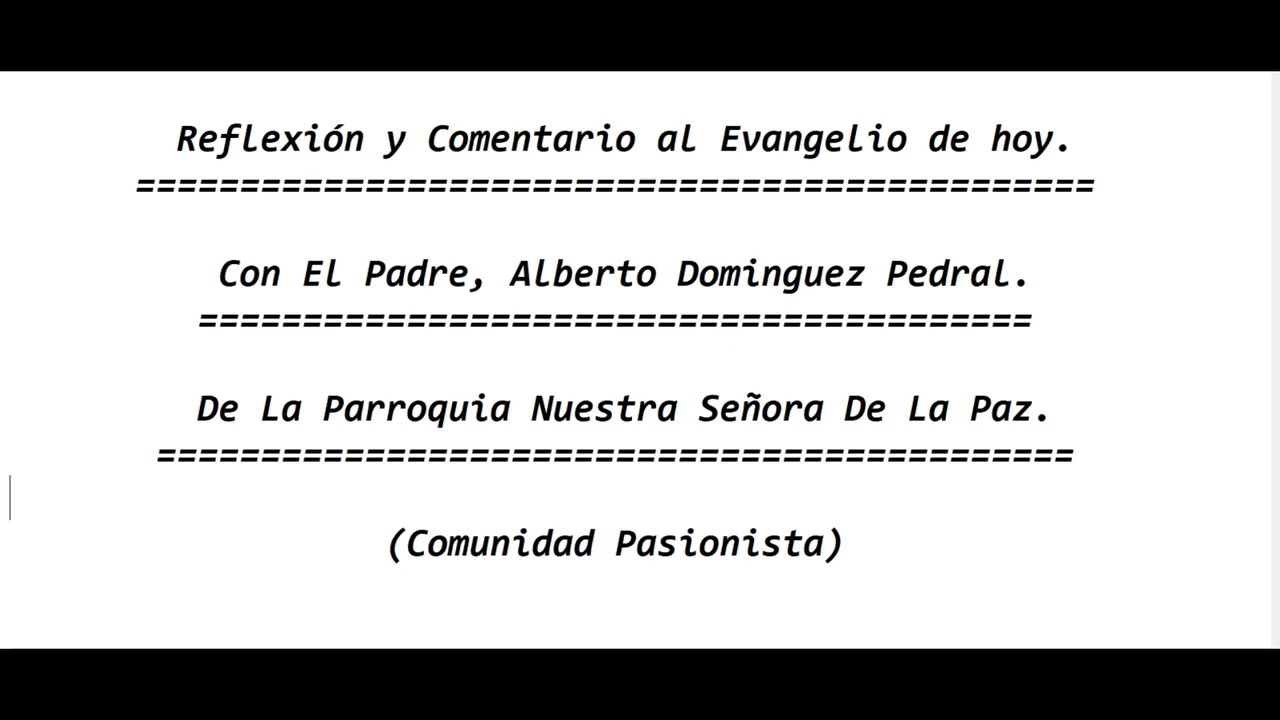 Reflexión y Comentario al Evangelio de hoy.
==============================================
Con El Padre, Alberto Dominguez Pedral.
========================================
De La Parroquia Nuestra Señora De La Paz.
============================================
(Comunidad Pasionista)